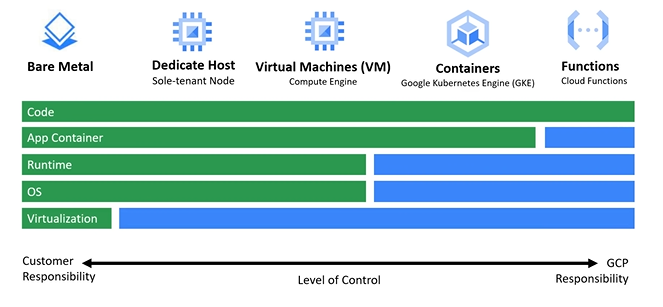 Bare Metal
Dedicate Host
Sole-tenant Node
Virtual Machines (VM)
Compute Engine
Containers
Google Kubernetes Engine (GKE)
Functions
Cloud Functions
Code
App Container
Runtime
OS
Virtualization
Customer
Responsibility
Level of Control
GCP
Responsibility